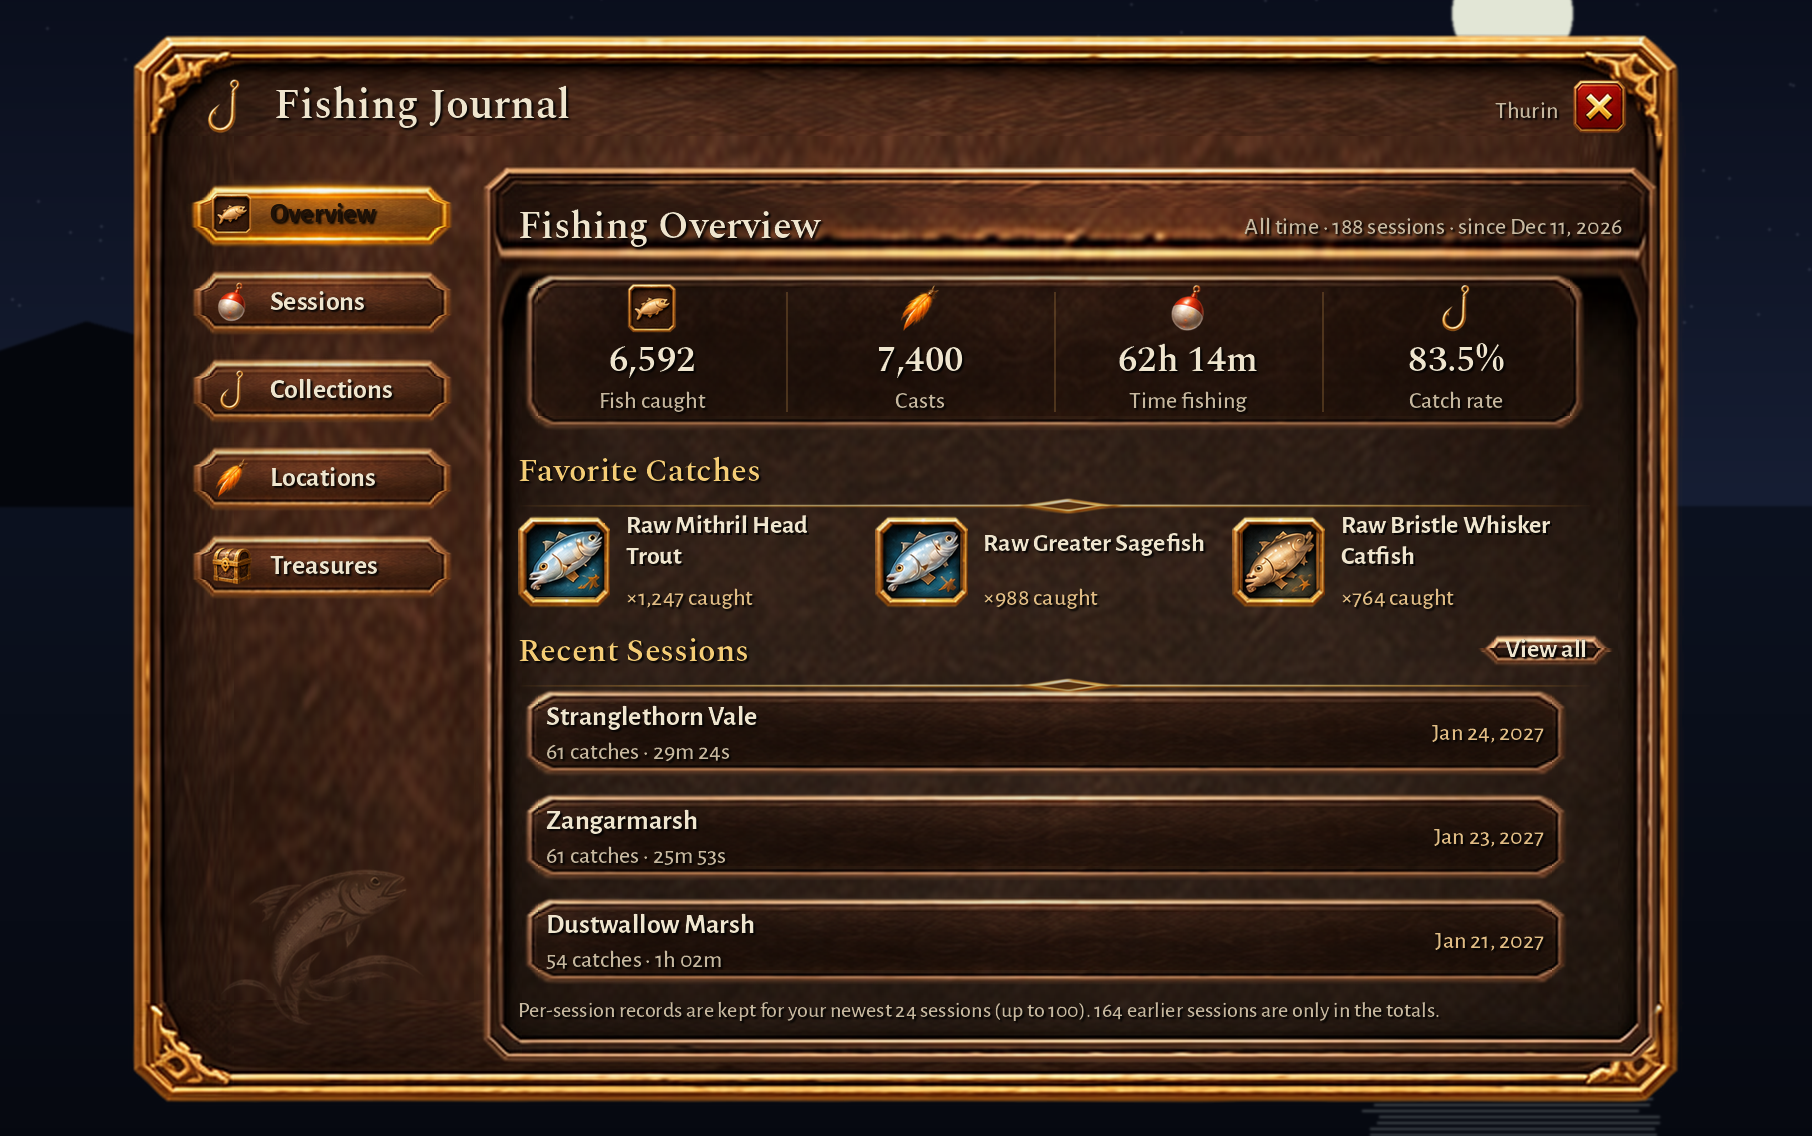 Fishing Journal
Thurin
Overview
Sessions
Collections
Locations
Treasures
Fishing Overview
All time · 188 sessions · since Dec 11, 2026
6,592
Fish caught
7,400
Casts
62h 14m
Time fishing
83.5%
Catch rate
Favorite Catches
Raw Mithril Head
Trout
×1,247 caught
Raw Greater Sagefish
×988 caught
Raw Bristle Whisker
Catfish
×764 caught
Recent Sessions
View all
Stranglethorn Vale
61 catches · 29m 24s
Jan 24, 2027
Zangarmarsh
61 catches · 25m 53s
Jan 23, 2027
Dustwallow Marsh
54 catches · 1h 02m
Jan 21, 2027
Per-session records are kept for your newest 24 sessions (up to 100). 164 earlier sessions are only in the totals.